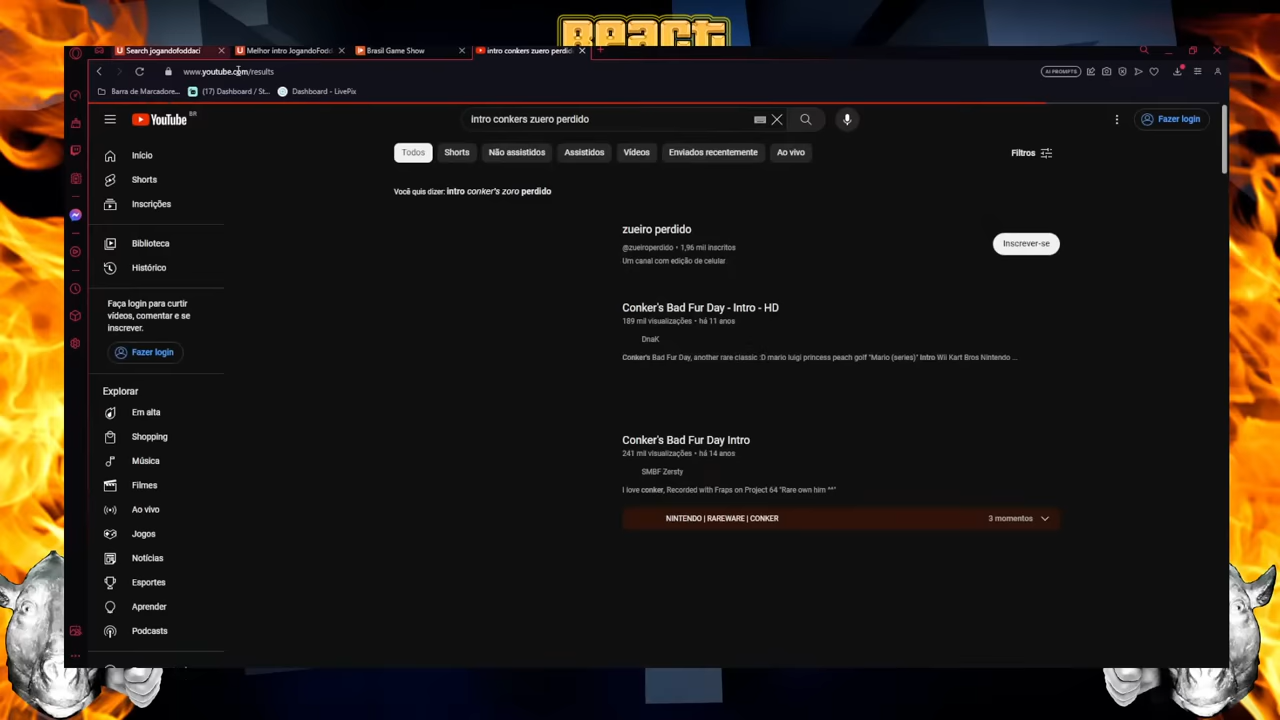 React
Search jogandofoddaci
Melhor intro JogandoFodd
Brasil Game Show
intro conkers zuero perdid
www.youtube.com/results
AI PROMPTS
Barra de Marcadores...
(17) Dashboard / St...
Dashboard - LivePix
YouTube BR
intro conkers zuero perdido
Fazer login
Todos
Shorts
Não assistidos
Assistidos
Vídeos
Enviados recentemente
Ao vivo
Filtros
Início
Shorts
Inscrições
Biblioteca
Histórico
Faça login para curtir
vídeos, comentar e se
inscrever.
Fazer login
Explorar
Em alta
Shopping
Música
Filmes
Ao vivo
Jogos
Notícias
Esportes
Aprender
Podcasts
Você quis dizer: intro conker's zoro perdido
zueiro perdido
@zueiroperdido • 1,96 mil inscritos
Um canal com edição de celular
Inscrever-se
Conker's Bad Fur Day - Intro - HD
189 mil visualizações • há 11 anos
DnaK
Conker's Bad Fur Day, another rare classic :D mario luigi princess peach golf "Mario (series)" Intro Wii Kart Bros Nintendo ...
Conker's Bad Fur Day Intro
241 mil visualizações • há 14 anos
SMBF Zersty
I love conker, Recorded with Fraps on Project 64 "Rare own him ^^"
NINTENDO | RAREWARE | CONKER
3 momentos